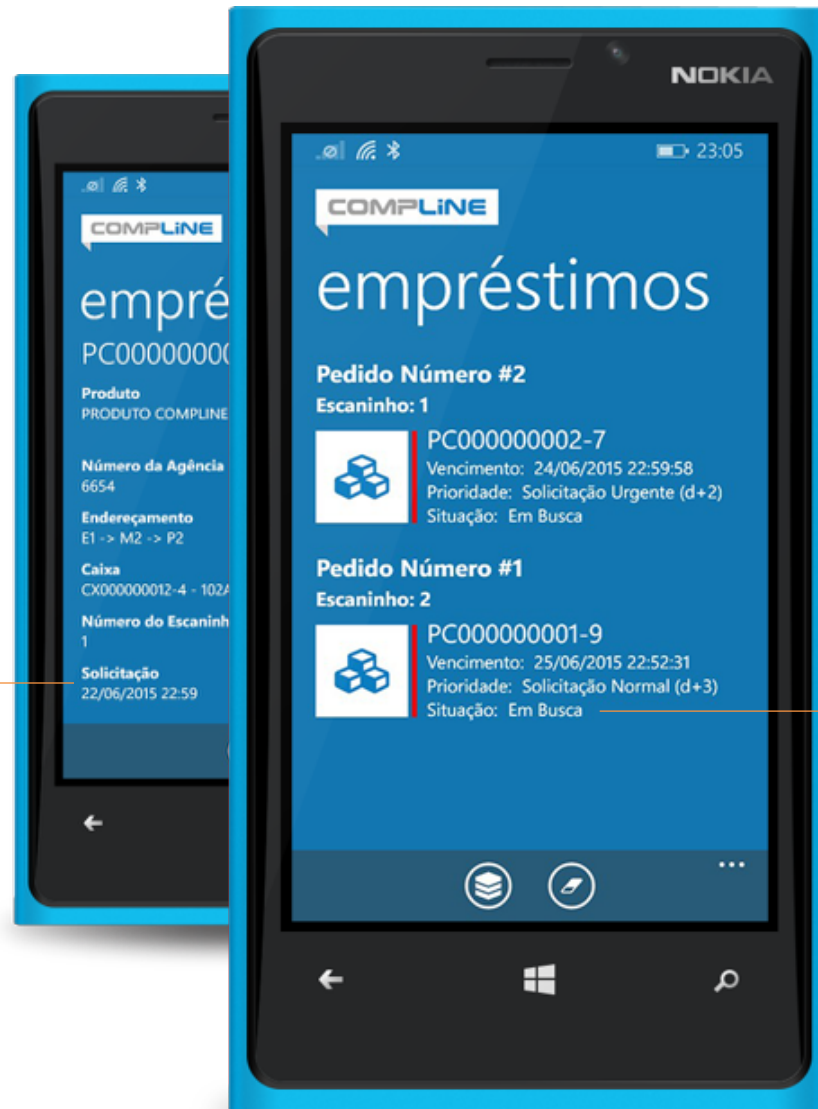 COMPLiNE
empré
PC00000000
Produto
PRODUTO COMPLINE
Número da Agência
6654
Endereçamento
E1 -> M2 -> P2
Caixa
CX000000012-4 - 102A
Número do Escaninh
1
Solicitação
22/06/2015 22:59
NOKIA
23:05
COMPLiNE
empréstimos
Pedido Número #2
Escaninho: 1
PC000000002-7
Vencimento: 24/06/2015 22:59:58
Prioridade: Solicitação Urgente (d+2)
Situação: Em Busca
Pedido Número #1
Escaninho: 2
PC000000001-9
Vencimento: 25/06/2015 22:52:31
Prioridade: Solicitação Normal (d+3)
Situação: Em Busca